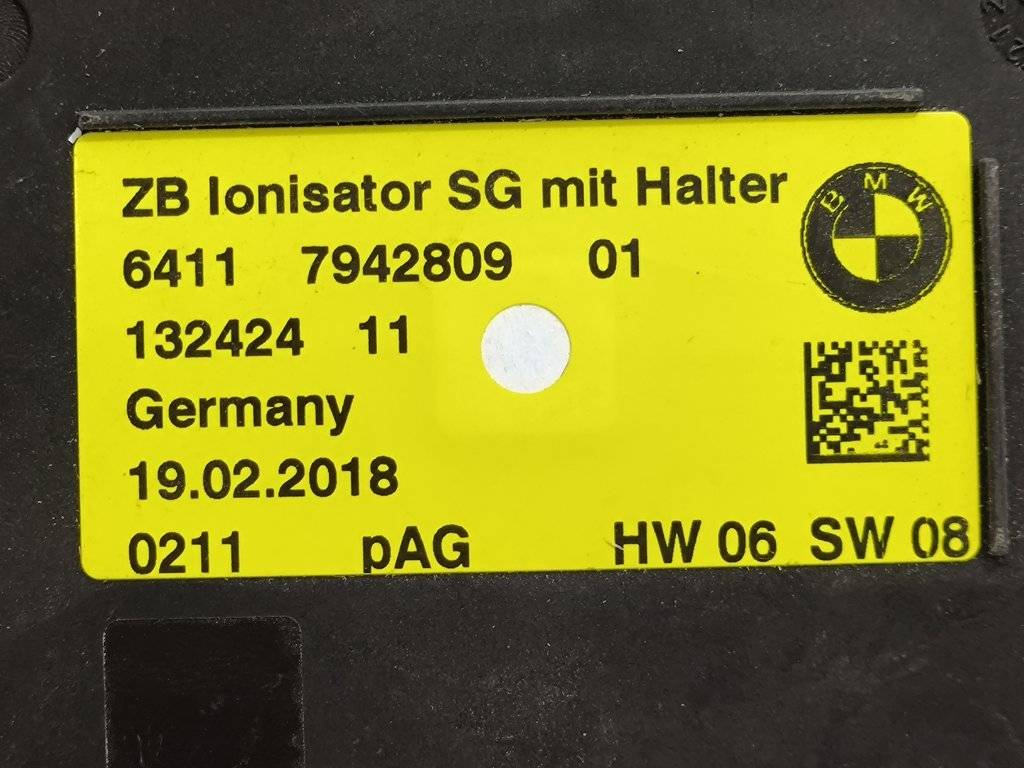 ZB Ionisator SG mit Halter
BMW
6411 7942809 01
132424 11
Germany
19.02.2018
0211 pAG HW 06 SW 08